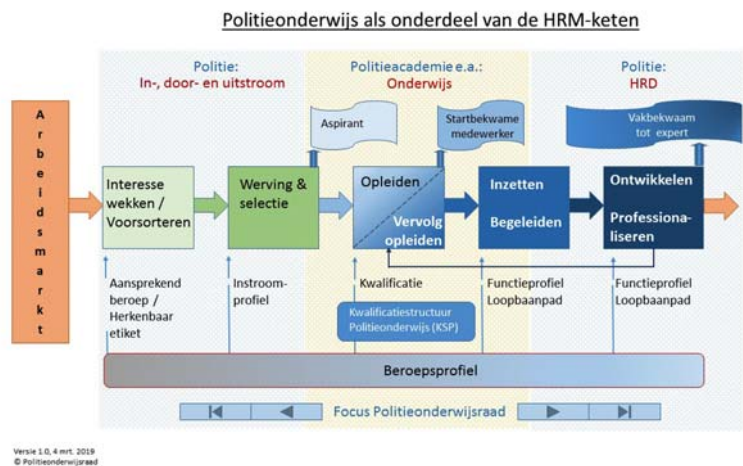 Politieonderwijs als onderdeel van de HRM-keten
Politie:
In-, door- en uitstroom
Politieacademie e.a.:
Onderwijs
Politie:
HRD
Arbeidsmarkt
Aspirant
Startbekwame
medewerker
Vakbekwaam
tot expert
Interesse
wekken /
Voorsorteren
Werving &
selectie
Opleiden
Vervolg
opleiden
Inzetten
Begeleiden
Ontwikkelen
Professiona-
liseren
Aansprekend
beroep /
Herkenbaar
etiket
Instroom-
profiel
Kwalificatie
Kwalificatiestructuur
Politieonderwijs (KSP)
Functieprofiel
Loopbaanpad
Functieprofiel
Loopbaanpad
Beroepsprofiel
Focus Politieonderwijsraad
Versie 1.0, 4 mrt. 2019
© Politieonderwijsraad